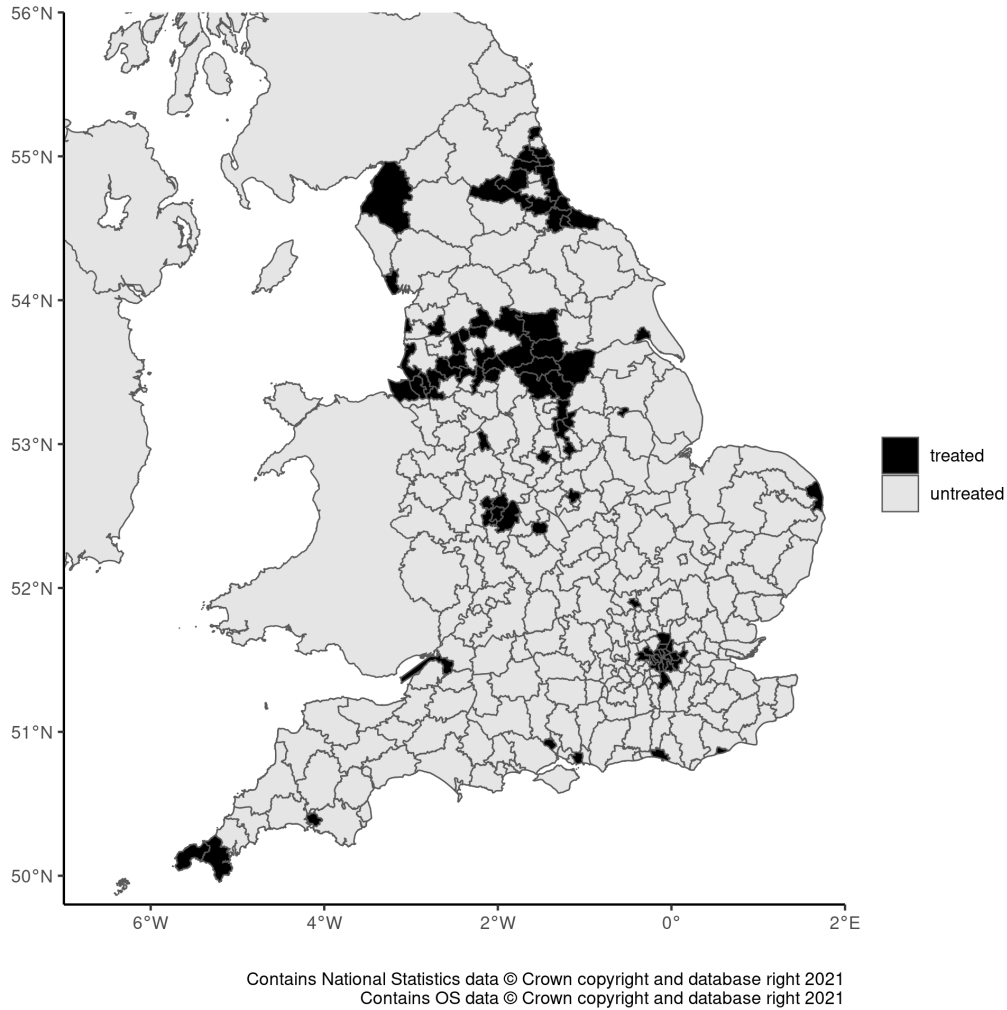 56°N
55°N
54°N
53°N
52°N
51°N
50°N
6°W 4°W 2°W 0° 2°E
treated
untreated
Contains National Statistics data © Crown copyright and database right 2021
Contains OS data © Crown copyright and database right 2021